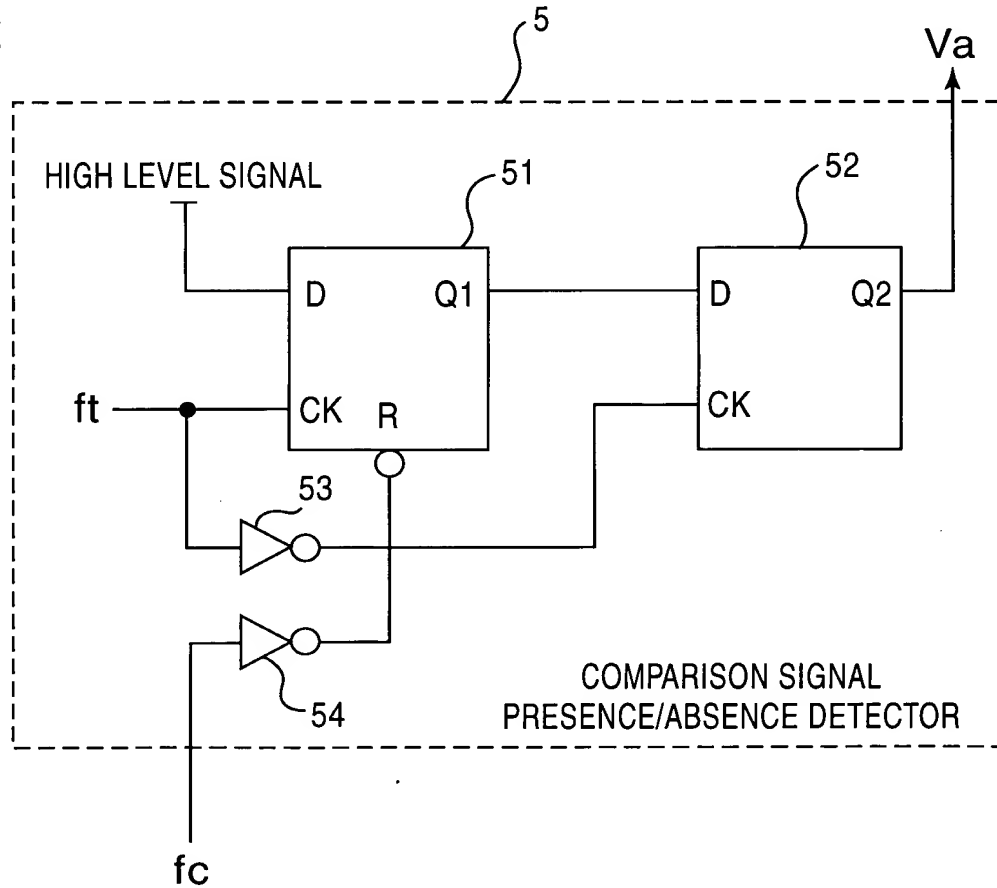 5
Va
HIGH LEVEL SIGNAL
51
52
D
Q1
D
Q2
ft
CK
R
CK
53
54
COMPARISON SIGNAL
PRESENCE/ABSENCE DETECTOR
fc